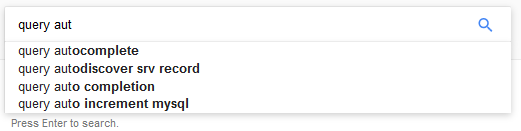 query aut
query autocomplete
query autodiscover srv record
query auto completion
query auto increment mysql
Press Enter to search.